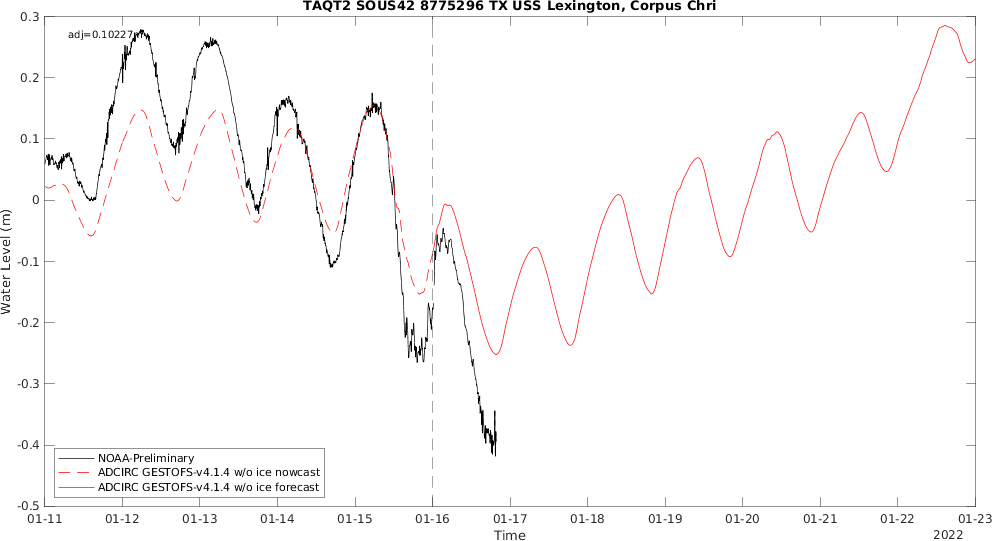 TAQT2 SOUS42 8775296 TX USS Lexington, Corpus Chri
adj=0.10227
0.3
0.2
0.1
0
-0.1
-0.2
-0.3
-0.4
-0.5
Water Level (m)
NOAA-Preliminary
ADCIRC GESTOFS-v4.1.4 w/o ice nowcast
ADCIRC GESTOFS-v4.1.4 w/o ice forecast
01-11 01-12 01-13 01-14 01-15 01-16 01-17 01-18 01-19 01-20 01-21 01-22 01-23
Time
2022